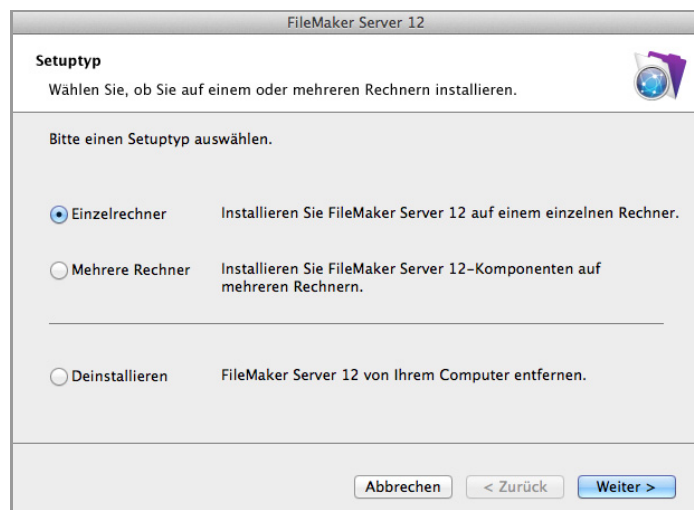 FileMaker Server 12
Setuptyp
Wählen Sie, ob Sie auf einem oder mehreren Rechnern installieren.
Bitte einen Setuptyp auswählen.
Einzelrechner
Installieren Sie FileMaker Server 12 auf einem einzelnen Rechner.
Mehrere Rechner
Installieren Sie FileMaker Server 12-Komponenten auf
mehreren Rechnern.
Deinstallieren
FileMaker Server 12 von Ihrem Computer entfernen.
Abbrechen
< Zurück
Weiter >